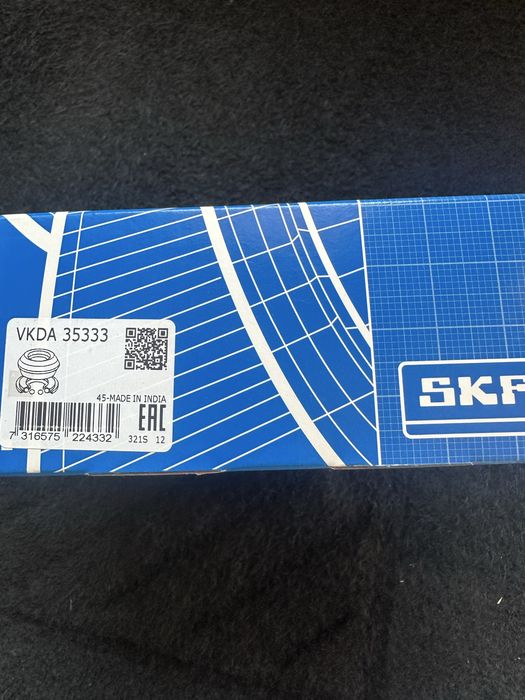 VKDA 35333
45-MADE IN INDIA
EAC
7 316575 224332
321S 12
SKF